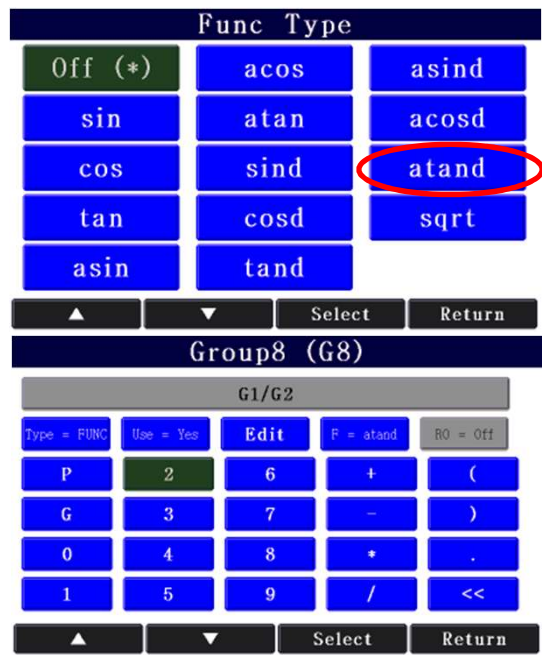 Func Type
Off (*) acos asind
sin atan acosd
cos sind atand
tan cosd sqrt
asin tand
▲ ▼ Select Return
Group8 (G8)
G1/G2
Type = FUNC Use = Yes Edit F = atand RO = Off
P 2 6 + (
G 3 7 - )
0 4 8 * .
1 5 9 / <<
▲ ▼ Select Return